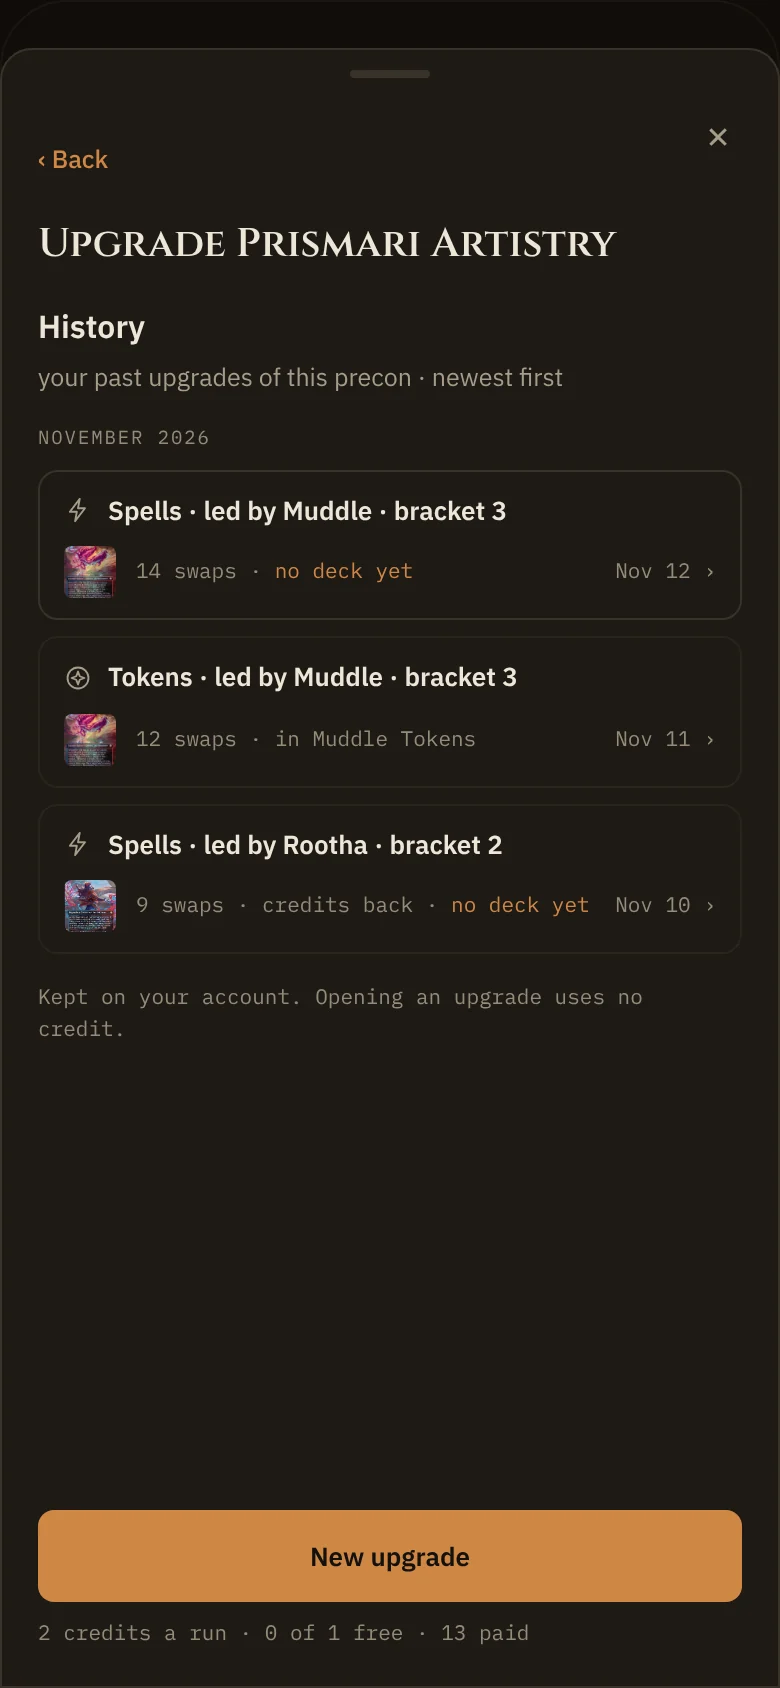 ‹ Back
✕
Upgrade Prismari Artistry
History
your past upgrades of this precon · newest first
NOVEMBER 2026
Spells · led by Muddle · bracket 3
14 swaps · no deck yet Nov 12 ›
Tokens · led by Muddle · bracket 3
12 swaps · in Muddle Tokens Nov 11 ›
Spells · led by Rootha · bracket 2
9 swaps · credits back · no deck yet Nov 10 ›
Kept on your account. Opening an upgrade uses no
credit.
New upgrade
2 credits a run · 0 of 1 free · 13 paid